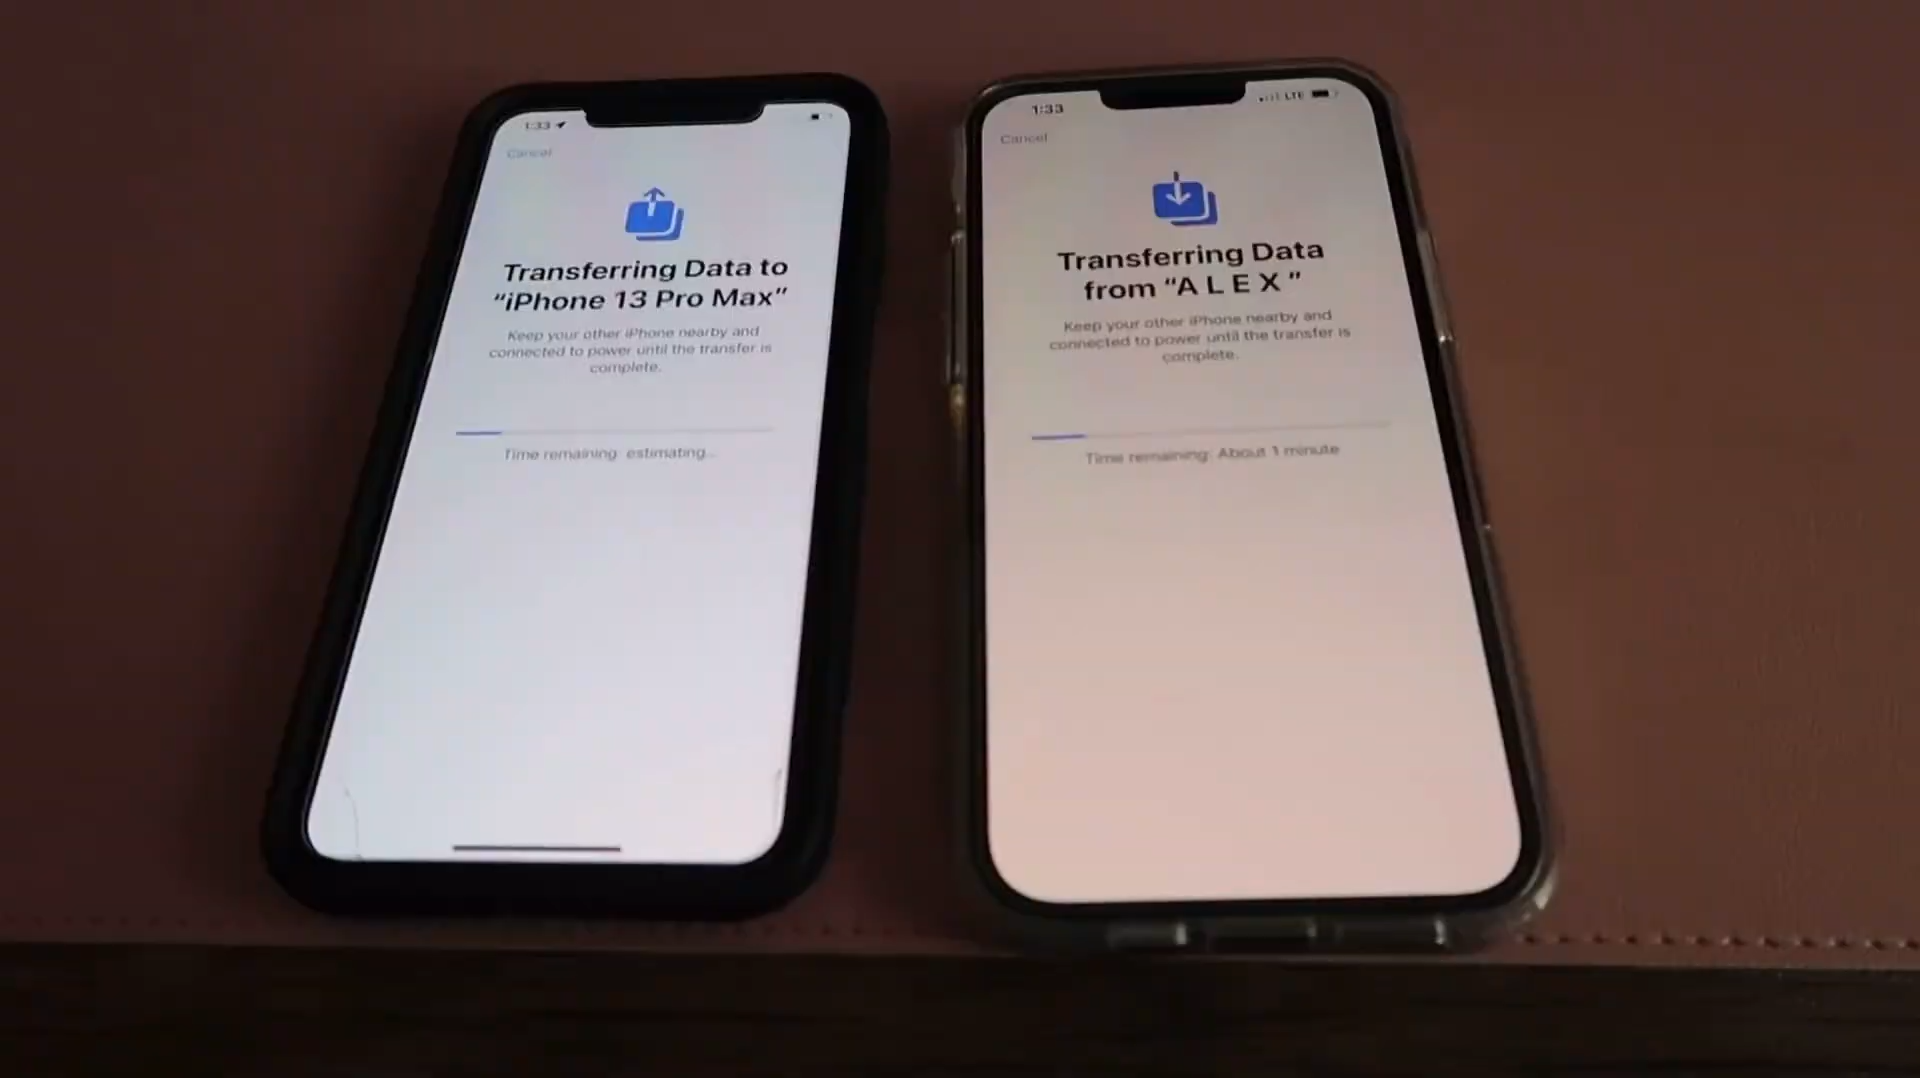 1:33
Cancel
Transferring Data to
“iPhone 13 Pro Max”
Keep your other iPhone nearby and
connected to power until the transfer is
complete.
Time remaining: estimating...
1:33
LTE
Cancel
Transferring Data
from “A L E X ”
Keep your other iPhone nearby and
connected to power until the transfer is
complete.
Time remaining: About 1 minute